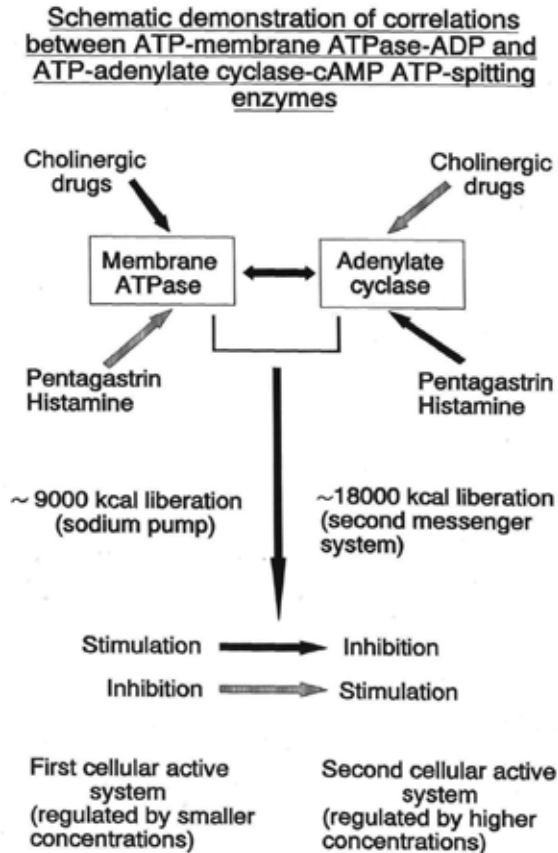 Schematic demonstration of correlations
between ATP-membrane ATPase-ADP and
ATP-adenylate cyclase-cAMP ATP-spitting
enzymes
Cholinergic
drugs
Cholinergic
drugs
Membrane
ATPase
Adenylate
cyclase
Pentagastrin
Histamine
Pentagastrin
Histamine
~ 9000 kcal liberation
(sodium pump)
~18000 kcal liberation
(second messenger
system)
Stimulation Inhibition
Inhibition Stimulation
First cellular active
system
(regulated by smaller
concentrations)
Second cellular active
system
(regulated by higher
concentrations)